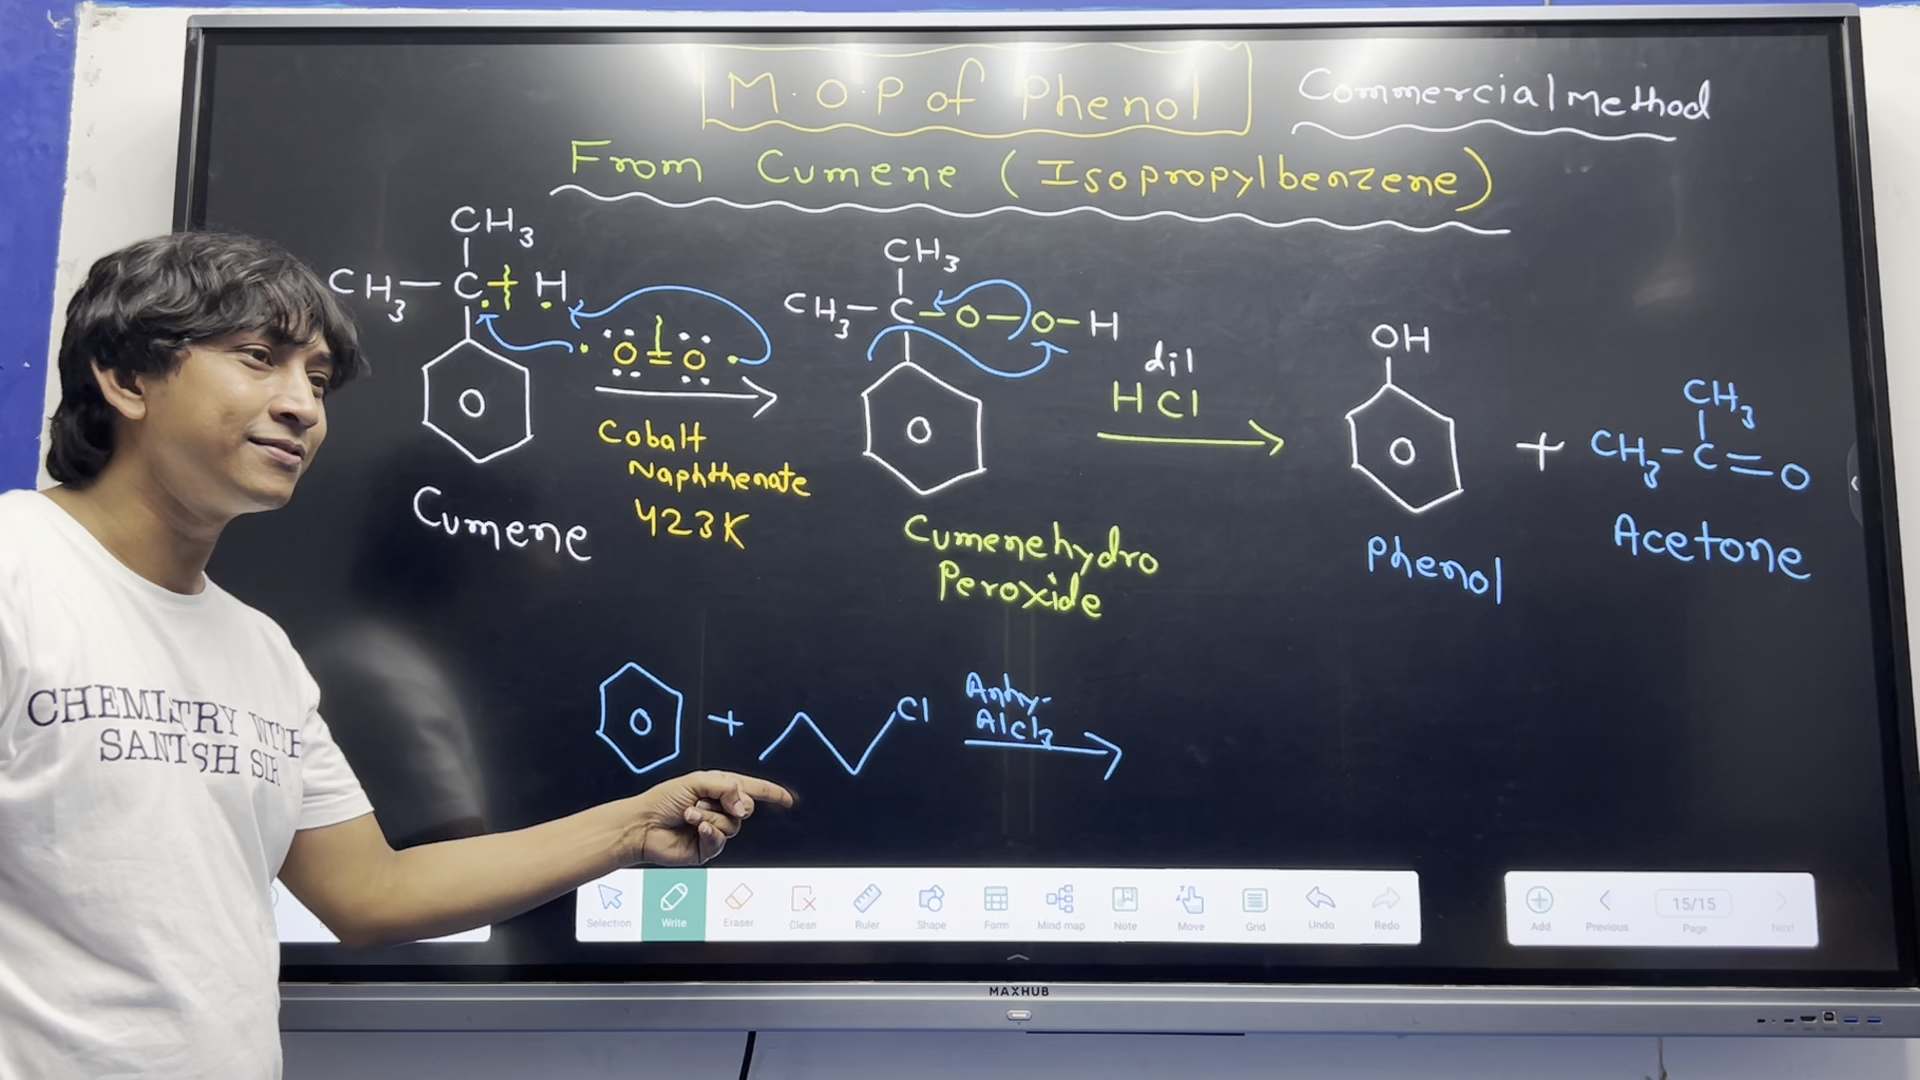 M.O.P of Phenol
Commercial Method
From Cumene (Isopropylbenzene)
CH3
CH3—C+H
O=O
Cobalt
Naphthenate
423K
Cumene
CH3
CH3—C—O—O—H
dil
HCl
Cumenehydro
Peroxide
OH
Phenol
+
CH3
CH3—C=O
Acetone
+
Cl
Anhy-
AlCl3
CHEMISTRY WITH
SANTOSH SIR
Selection
Write
Eraser
Clean
Ruler
Shape
Form
Mind map
Note
Move
Grid
Undo
Redo
Add
Previous
15/15
Page
Next
MAXHUB